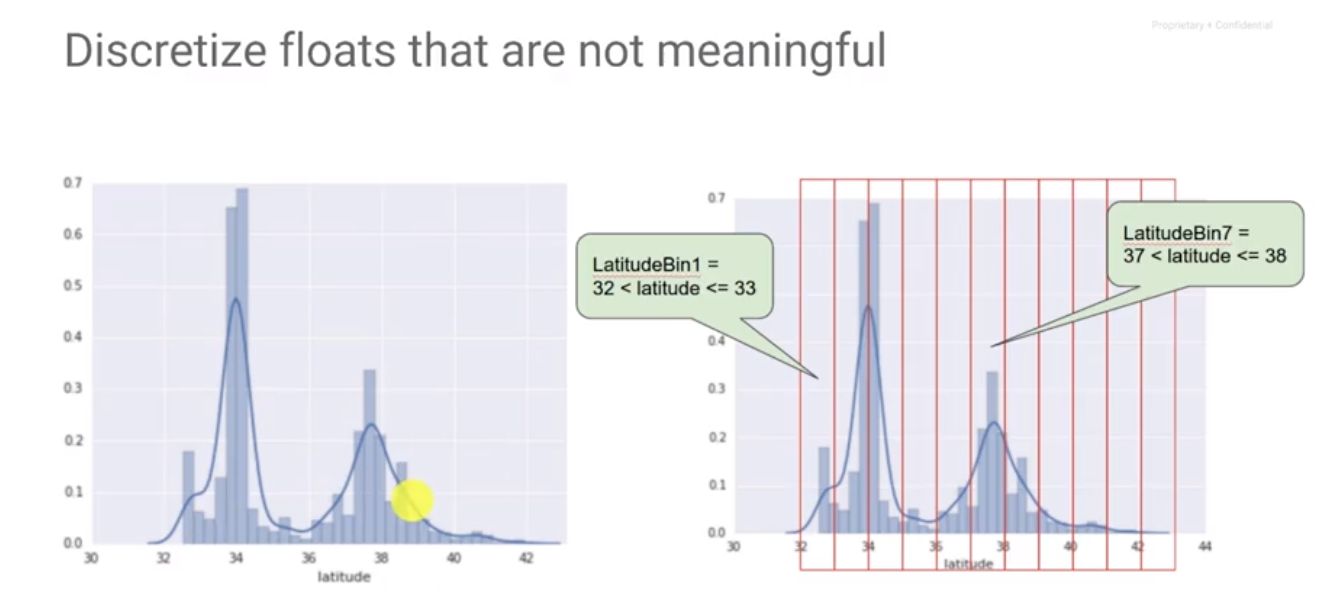 Proprietary + Confidential
Discretize floats that are not meaningful
0.7
0.6
0.5
0.4
0.3
0.2
0.1
0.0
30 32 34 36 38 40 42
latitude
LatitudeBin1 =
32 < latitude <= 33
LatitudeBin7 =
37 < latitude <= 38
0.7
0.4
0.3
0.2
0.1
0.0
30 32 34 36 38 40 42 44
latitude